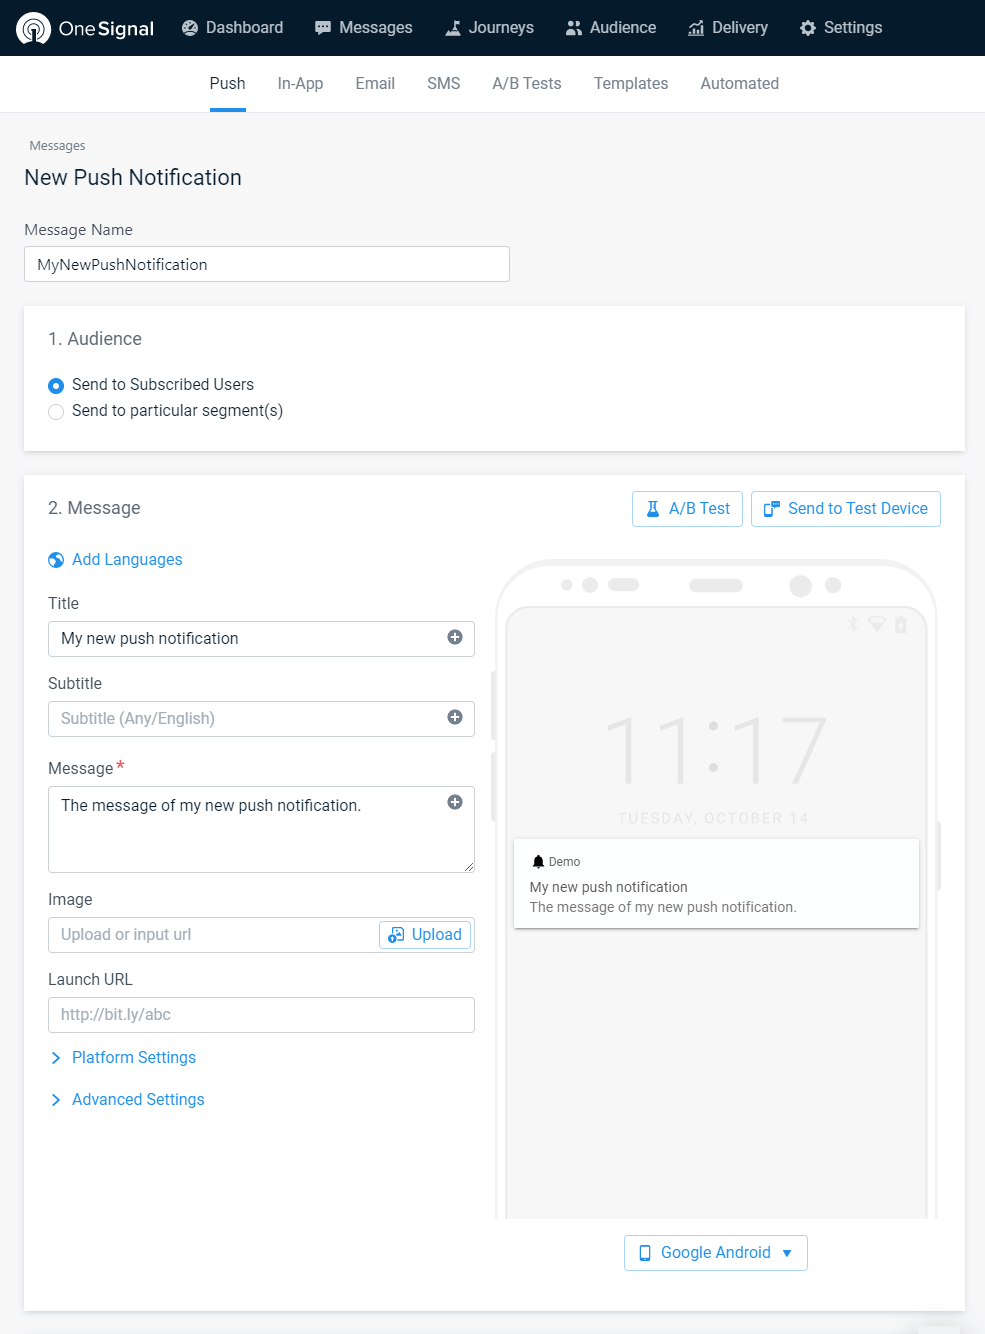 OneSignal Dashboard Messages Journeys Audience Delivery Settings
Push In-App Email SMS A/B Tests Templates Automated
Messages
New Push Notification
Message Name
MyNewPushNotification
1. Audience
Send to Subscribed Users
Send to particular segment(s)
2. Message
A/B Test Send to Test Device
Add Languages
Title
My new push notification
Subtitle
Subtitle (Any/English)
Message*
The message of my new push notification.
Image
Upload or input url Upload
Launch URL
http://bit.ly/abc
Platform Settings
Advanced Settings
11:17
TUESDAY, OCTOBER 14
Demo
My new push notification
The message of my new push notification.
Google Android